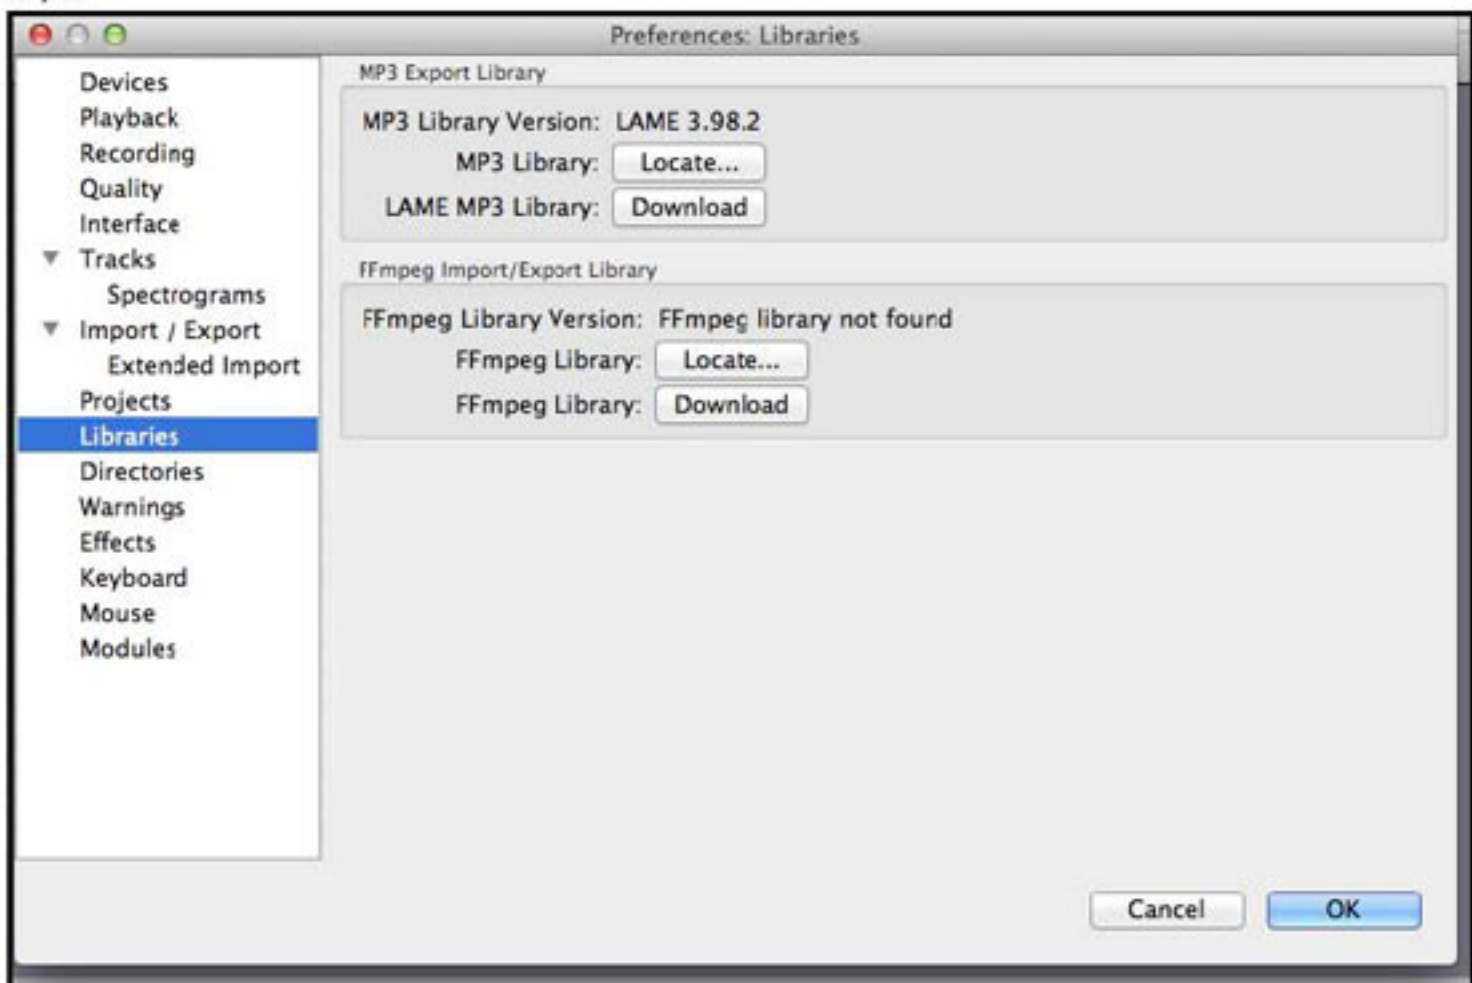 Preferences: Libraries
Devices
Playback
Recording
Quality
Interface
Tracks
Spectrograms
Import / Export
Extended Import
Projects
Libraries
Directories
Warnings
Effects
Keyboard
Mouse
Modules
MP3 Export Library
MP3 Library Version: LAME 3.98.2
MP3 Library: Locate...
LAME MP3 Library: Download
FFmpeg Import/Export Library
FFmpeg Library Version: FFmpeg library not found
FFmpeg Library: Locate...
FFmpeg Library: Download
Cancel OK